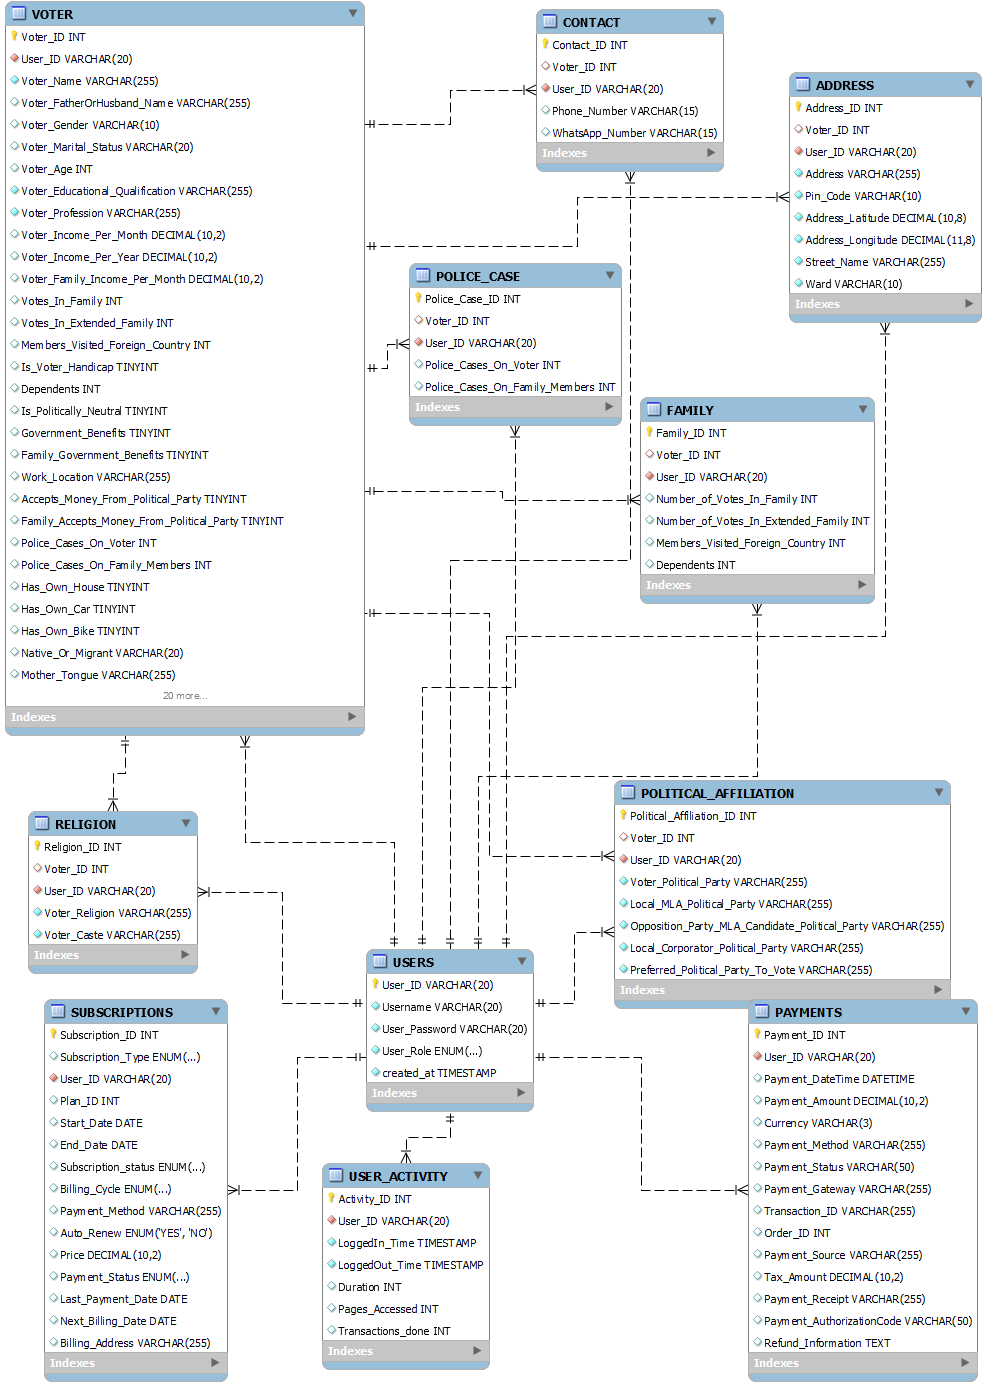 VOTER
Voter_ID INT
User_ID VARCHAR(20)
Voter_Name VARCHAR(255)
Voter_FatherOrHusband_Name VARCHAR(255)
Voter_Gender VARCHAR(10)
Voter_Marital_Status VARCHAR(20)
Voter_Age INT
Voter_Educational_Qualification VARCHAR(255)
Voter_Profession VARCHAR(255)
Voter_Income_Per_Month DECIMAL(10,2)
Voter_Income_Per_Year DECIMAL(10,2)
Voter_Family_Income_Per_Month DECIMAL(10,2)
Votes_In_Family INT
Votes_In_Extended_Family INT
Members_Visited_Foreign_Country INT
Is_Voter_Handicap TINYINT
Dependents INT
Is_Politically_Neutral TINYINT
Government_Benefits TINYINT
Family_Government_Benefits TINYINT
Work_Location VARCHAR(255)
Accepts_Money_From_Political_Party TINYINT
Family_Accepts_Money_From_Political_Party TINYINT
Police_Cases_On_Voter INT
Police_Cases_On_Family_Members INT
Has_Own_House TINYINT
Has_Own_Car TINYINT
Has_Own_Bike TINYINT
Native_Or_Migrant VARCHAR(20)
Mother_Tongue VARCHAR(255)
20 more...
Indexes
CONTACT
Contact_ID INT
Voter_ID INT
User_ID VARCHAR(20)
Phone_Number VARCHAR(15)
WhatsApp_Number VARCHAR(15)
Indexes
ADDRESS
Address_ID INT
Voter_ID INT
User_ID VARCHAR(20)
Address VARCHAR(255)
Pin_Code VARCHAR(10)
Address_Latitude DECIMAL(10,8)
Address_Longitude DECIMAL(11,8)
Street_Name VARCHAR(255)
Ward VARCHAR(10)
Indexes
POLICE_CASE
Police_Case_ID INT
Voter_ID INT
User_ID VARCHAR(20)
Police_Cases_On_Voter INT
Police_Cases_On_Family_Members INT
Indexes
FAMILY
Family_ID INT
Voter_ID INT
User_ID VARCHAR(20)
Number_of_Votes_In_Family INT
Number_of_Votes_In_Extended_Family INT
Members_Visited_Foreign_Country INT
Dependents INT
Indexes
RELIGION
Religion_ID INT
Voter_ID INT
User_ID VARCHAR(20)
Voter_Religion VARCHAR(255)
Voter_Caste VARCHAR(255)
Indexes
POLITICAL_AFFILIATION
Political_Affiliation_ID INT
Voter_ID INT
User_ID VARCHAR(20)
Voter_Political_Party VARCHAR(255)
Local_MLA_Political_Party VARCHAR(255)
Opposition_Party_MLA_Candidate_Political_Party VARCHAR(255)
Local_Corporator_Political_Party VARCHAR(255)
Preferred_Political_Party_To_Vote VARCHAR(255)
Indexes
USERS
User_ID VARCHAR(20)
Username VARCHAR(20)
User_Password VARCHAR(20)
User_Role ENUM(...)
created_at TIMESTAMP
Indexes
SUBSCRIPTIONS
Subscription_ID INT
Subscription_Type ENUM(...)
User_ID VARCHAR(20)
Plan_ID INT
Start_Date DATE
End_Date DATE
Subscription_status ENUM(...)
Billing_Cycle ENUM(...)
Payment_Method VARCHAR(255)
Auto_Renew ENUM('YES', 'NO')
Price DECIMAL(10,2)
Payment_Status ENUM(...)
Last_Payment_Date DATE
Next_Billing_Date DATE
Billing_Address VARCHAR(255)
Indexes
USER_ACTIVITY
Activity_ID INT
User_ID VARCHAR(20)
LoggedIn_Time TIMESTAMP
LoggedOut_Time TIMESTAMP
Duration INT
Pages_Accessed INT
Transactions_done INT
Indexes
PAYMENTS
Payment_ID INT
User_ID VARCHAR(20)
Payment_DateTime DATETIME
Payment_Amount DECIMAL(10,2)
Currency VARCHAR(3)
Payment_Method VARCHAR(255)
Payment_Status VARCHAR(50)
Payment_Gateway VARCHAR(255)
Transaction_ID VARCHAR(255)
Order_ID INT
Payment_Source VARCHAR(255)
Tax_Amount DECIMAL(10,2)
Payment_Receipt VARCHAR(255)
Payment_AuthorizationCode VARCHAR(50)
Refund_Information TEXT
Indexes